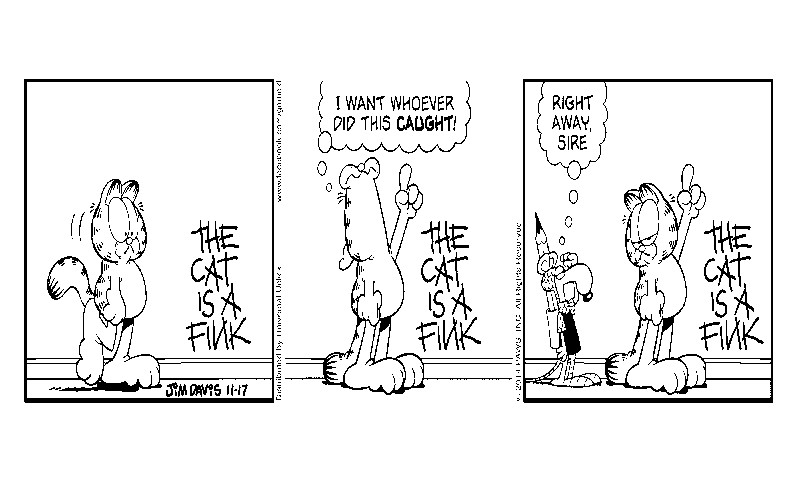 THE
CAT
IS A
FINK
JIM DAVIS 11-17
I WANT WHOEVER
DID THIS CAUGHT!
THE
CAT
IS A
FINK
RIGHT
AWAY,
SIRE
THE
CAT
IS A
FINK